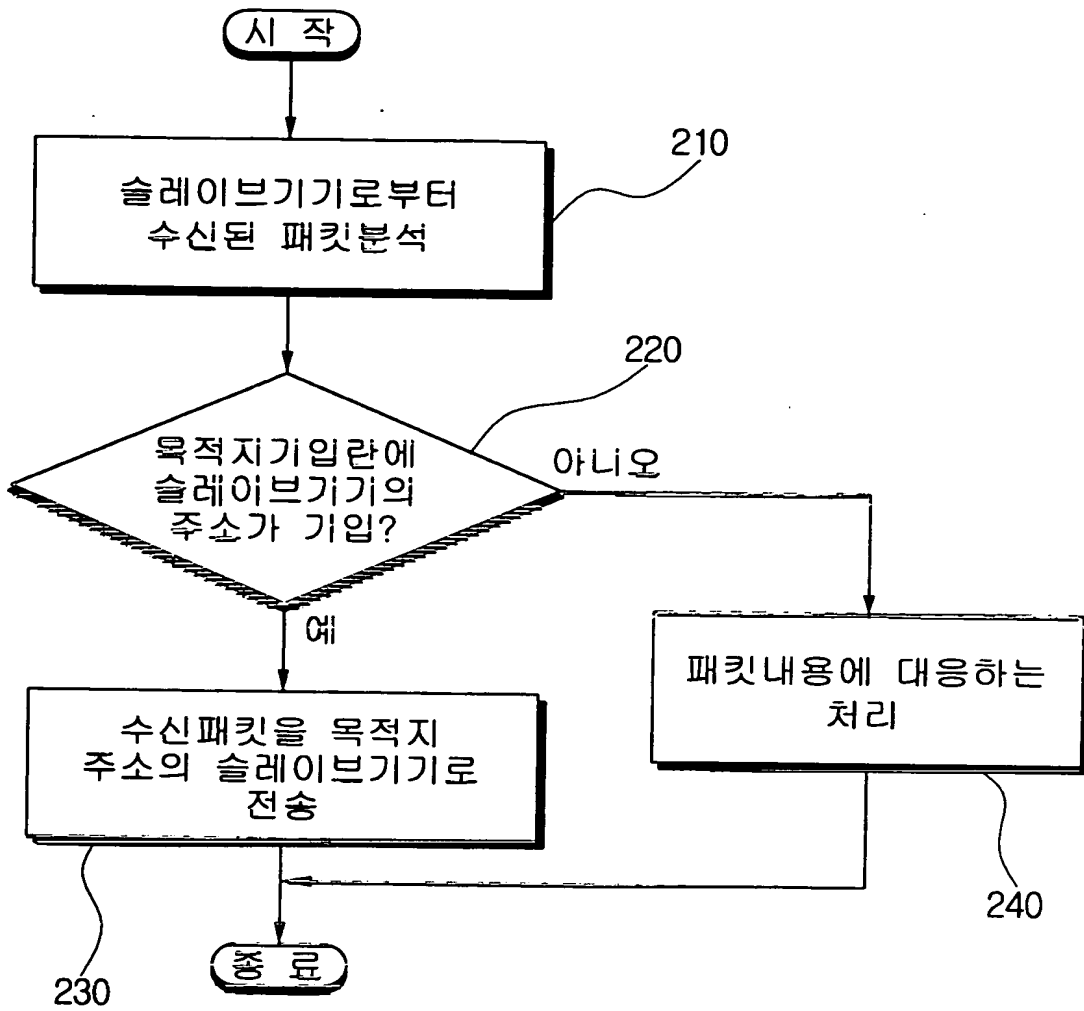 시 작
210
슬레이브기기로부터
수신된 패킷분석
220
목적지기입란에
슬레이브기기의
주소가 기입?
아니오
예
패킷내용에 대응하는
처리
수신패킷을 목적지
주소의 슬레이브기기로
전송
240
종 료
230